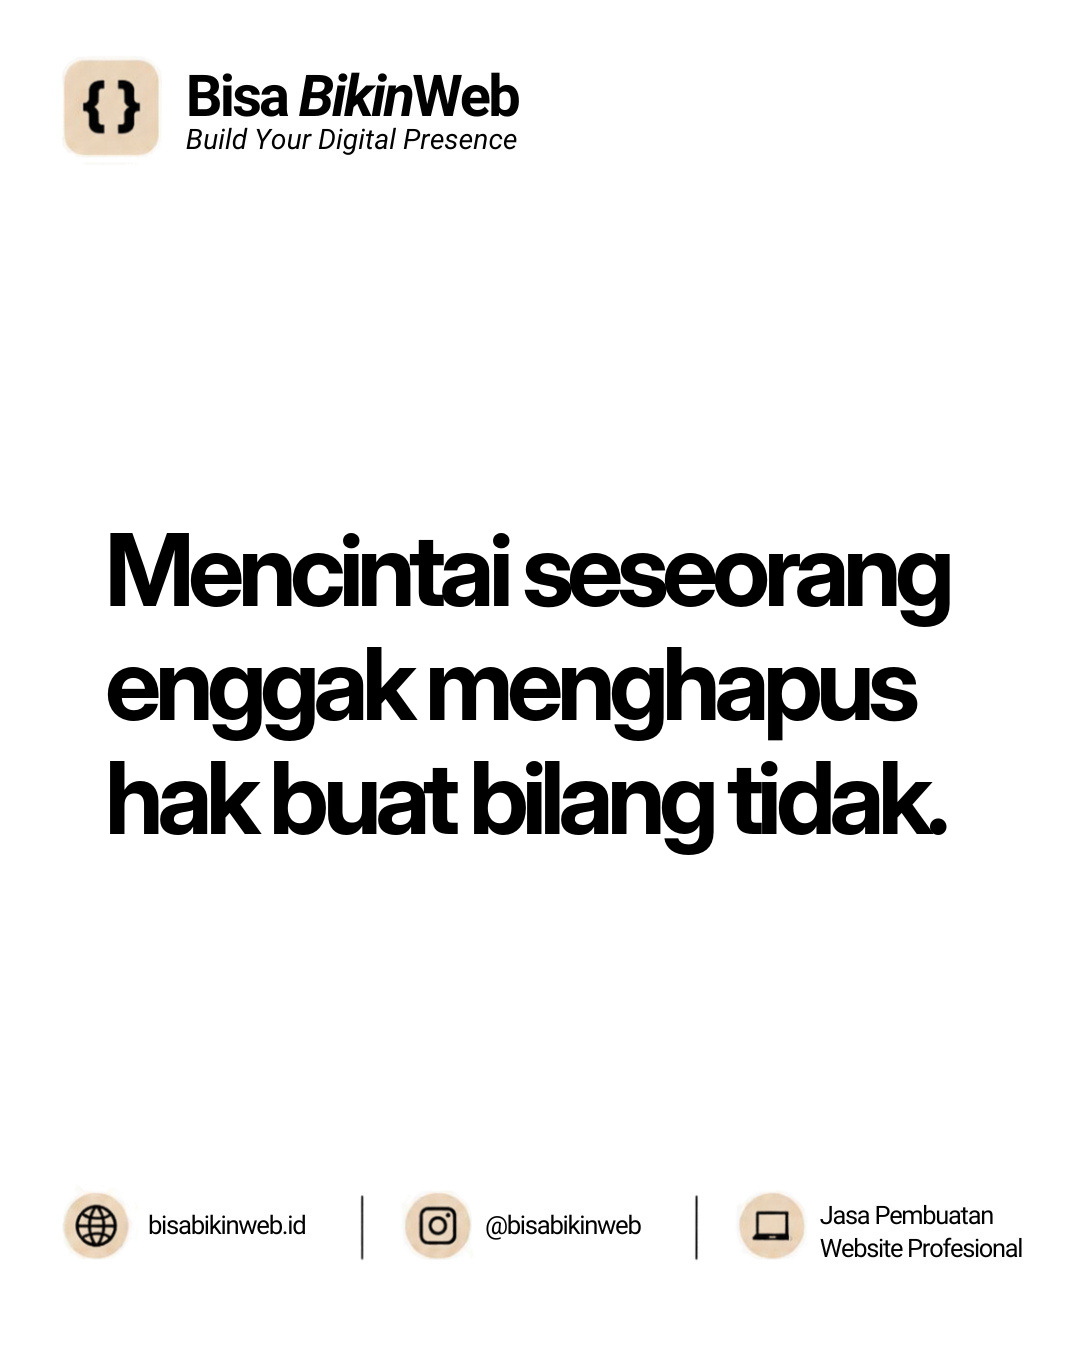 { }
Bisa BikinWeb
Build Your Digital Presence
Mencintai seseorang
enggak menghapus
hak buat bilang tidak.
bisabikinweb.id
@bisabikinweb
Jasa Pembuatan
Website Profesional